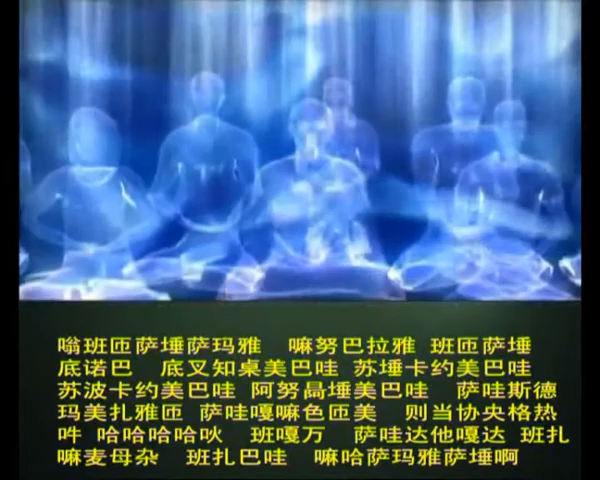 嗡班匝萨埵萨玛雅 嘛努巴拉雅 班匝萨埵
底诺巴 底叉知桌美巴哇 苏埵卡约美巴哇
苏波卡约美巴哇 阿努曷埵美巴哇 萨哇斯德
玛美扎雅匝 萨哇嘎嘛色匝美 则当协央格热
吽 哈哈哈哈吙 班嘎万 萨哇达他嘎达 班扎
嘛麦母杂 班扎巴哇 嘛哈萨玛雅萨埵啊